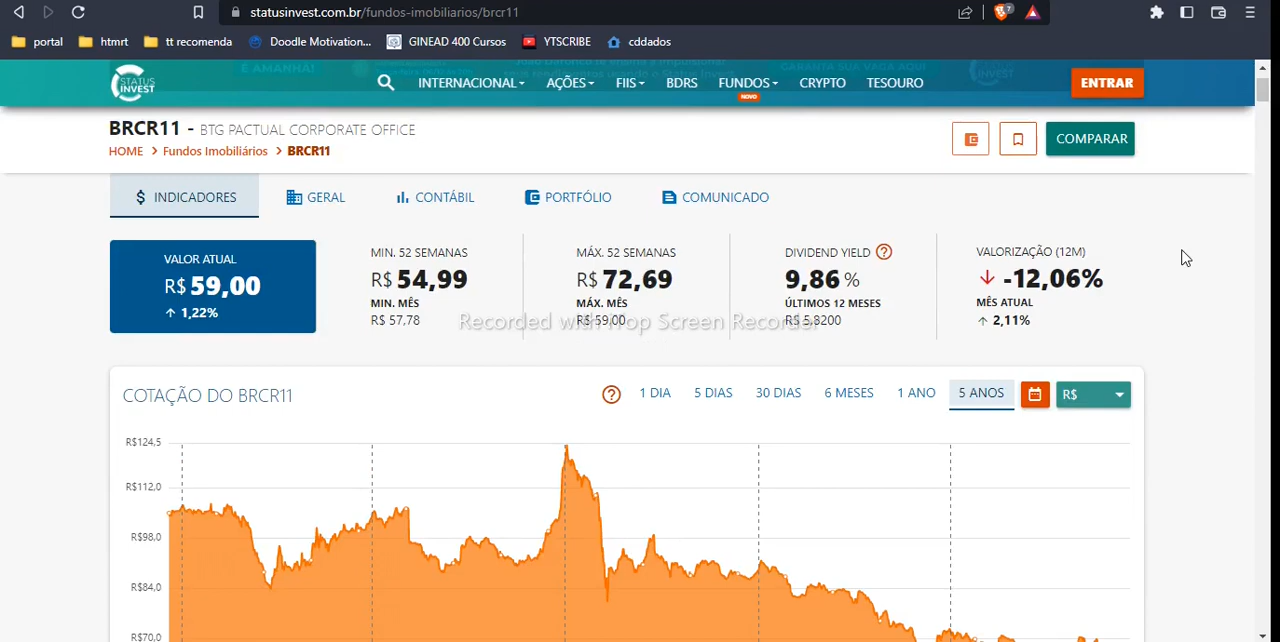 statusinvest.com.br/fundos-imobiliarios/brcr11
7
portal
htmrt
tt recomenda
Doodle Motivation...
GINEAD 400 Cursos
YTSCRIBE
cddados
É AMANHÃ!
STATUS
INVEST
INTERNACIONAL
AÇÕES
FIIS
BDRS
FUNDOS
NOVO
CRYPTO
TESOURO
ENTRAR
BRCR11 - BTG PACTUAL CORPORATE OFFICE
HOME > Fundos Imobiliários > BRCR11
COMPARAR
INDICADORES
GERAL
CONTÁBIL
PORTFÓLIO
COMUNICADO
VALOR ATUAL
R$ 59,00
1,22%
MIN. 52 SEMANAS
R$ 54,99
MIN. MÊS
R$ 57,78
MÁX. 52 SEMANAS
R$ 72,69
MÁX. MÊS
R$ 59,00
DIVIDEND YIELD ?
9,86 %
ÚLTIMOS 12 MESES
R$ 5,8200
VALORIZAÇÃO (12M)
-12,06%
MÊS ATUAL
2,11%
Recorded with iTop Screen Recorder
COTAÇÃO DO BRCR11
?
1 DIA
5 DIAS
30 DIAS
6 MESES
1 ANO
5 ANOS
R$
R$124,5
R$112,0
R$98,0
R$84,0
R$70,0